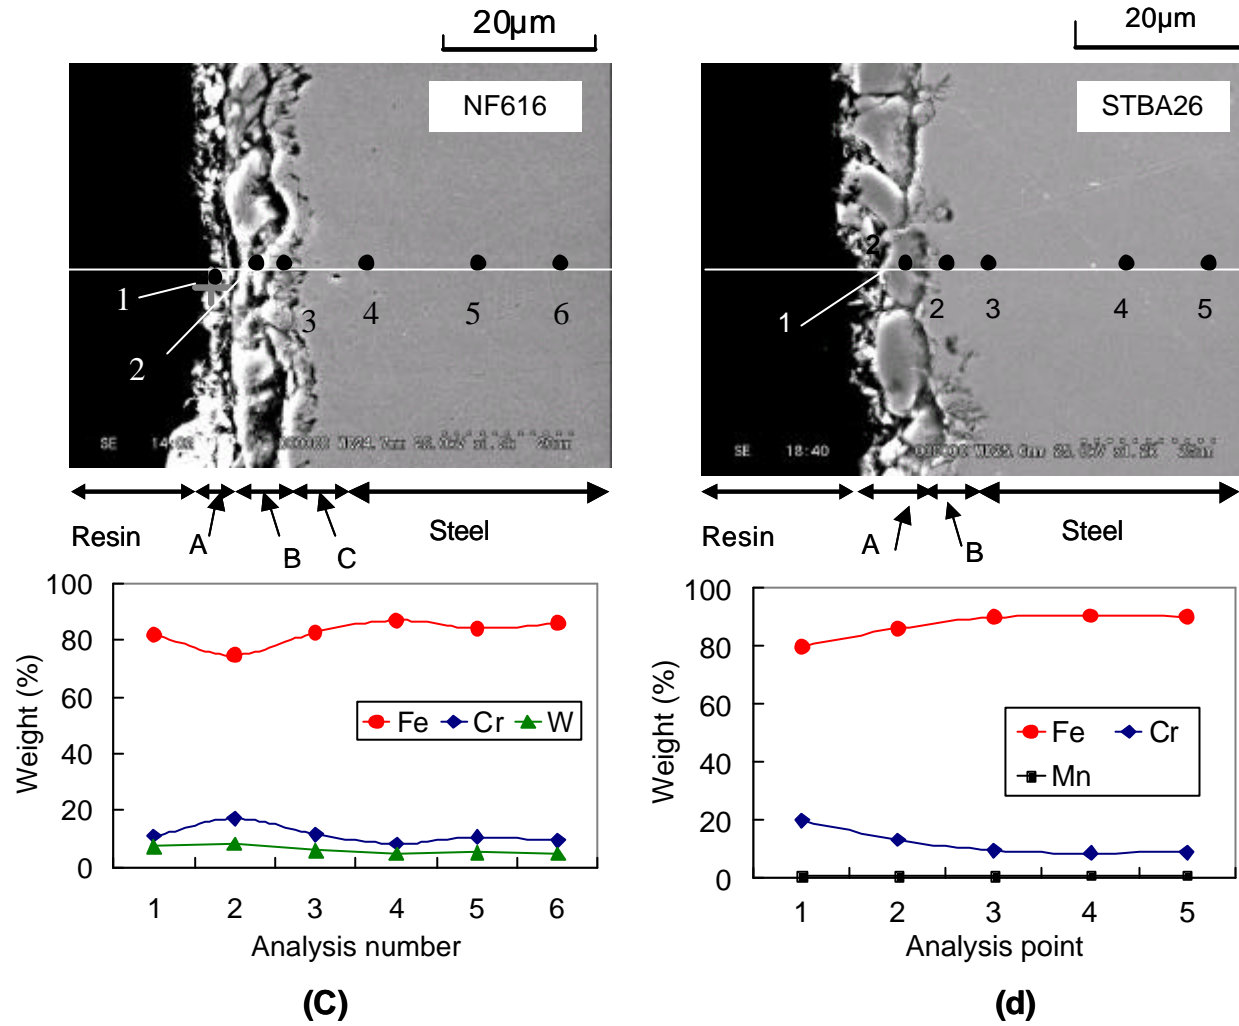 20µm
NF616
1
2
3
4
5
6
SE 14:02
Resin
A
B
C
Steel
100
80
60
40
20
0
Weight (%)
Fe Cr W
1 2 3 4 5 6
Analysis number
(C)
20µm
STBA26
2
1
2
3
4
5
SE 18:40
Resin
A
B
Steel
100
80
60
40
20
0
Weight (%)
Fe Cr
Mn
1 2 3 4 5
Analysis point
(d)